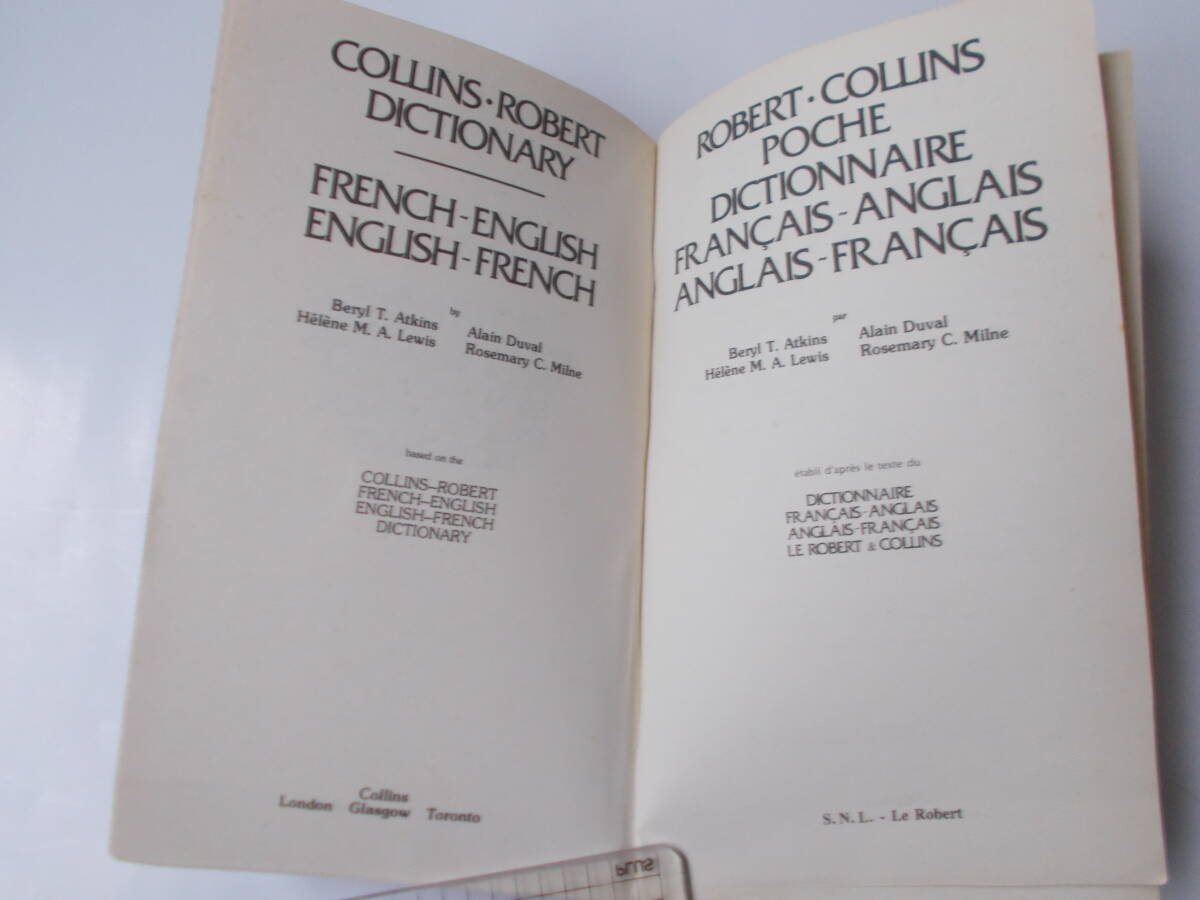 COLLINS·ROBERT
DICTIONARY
FRENCH-ENGLISH
ENGLISH-FRENCH
by
Beryl T. Atkins Alain Duval
Hélène M. A. Lewis Rosemary C. Milne
based on the
COLLINS–ROBERT
FRENCH–ENGLISH
ENGLISH–FRENCH
DICTIONARY
Collins
London Glasgow Toronto
ROBERT·COLLINS
POCHE
DICTIONNAIRE
FRANÇAIS-ANGLAIS
ANGLAIS-FRANÇAIS
par
Beryl T. Atkins Alain Duval
Hélène M. A. Lewis Rosemary C. Milne
établi d'après le texte du
DICTIONNAIRE
FRANÇAIS-ANGLAIS
ANGLAIS-FRANÇAIS
LE ROBERT & COLLINS
S.N.L. - Le Robert
PLUS